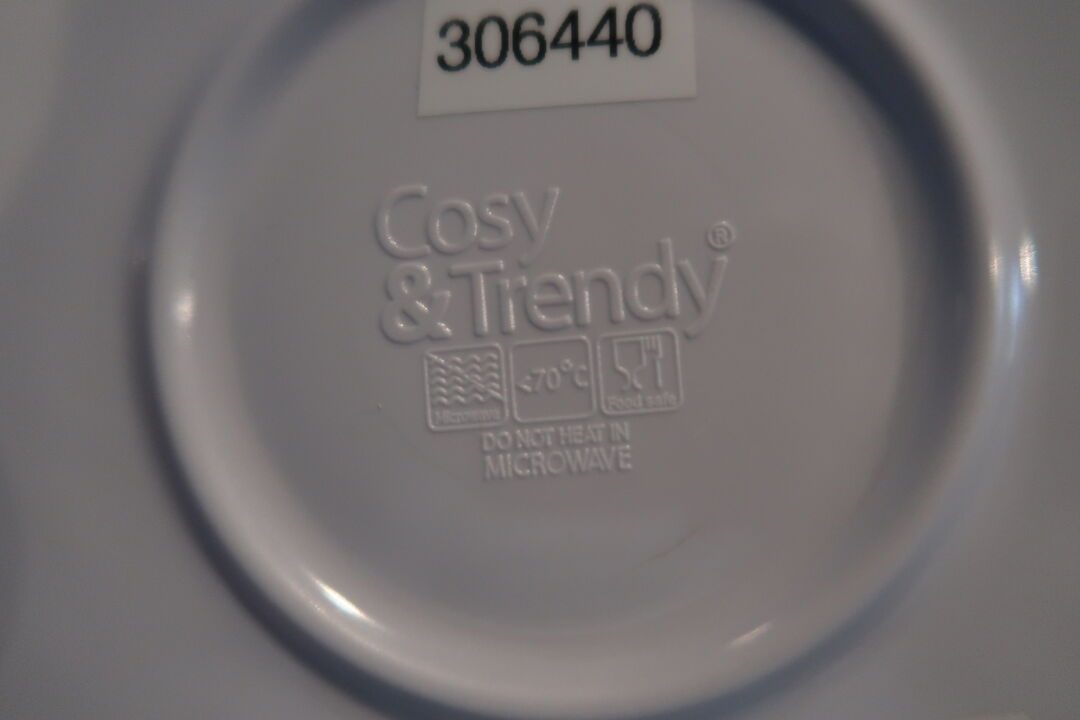 306440
Cosy
&Trendy®
Microwave <70°C Food safe
DO NOT HEAT IN
MICROWAVE